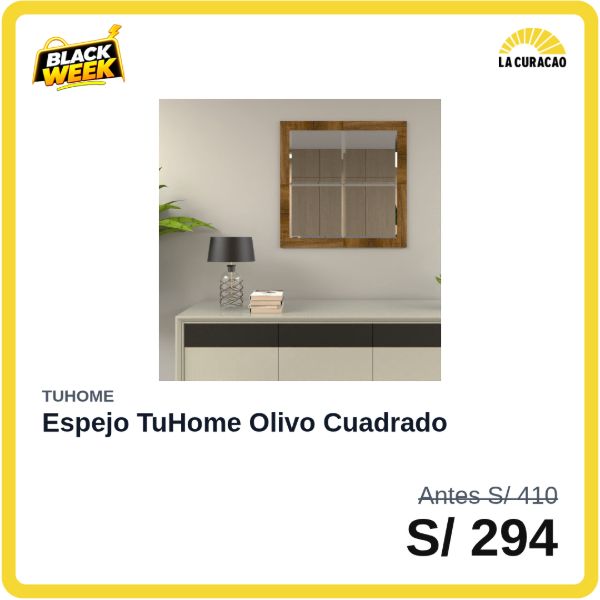 BLACK
WEEK
LA CURACAO
TUHOME
Espejo TuHome Olivo Cuadrado
Antes S/ 410
S/ 294